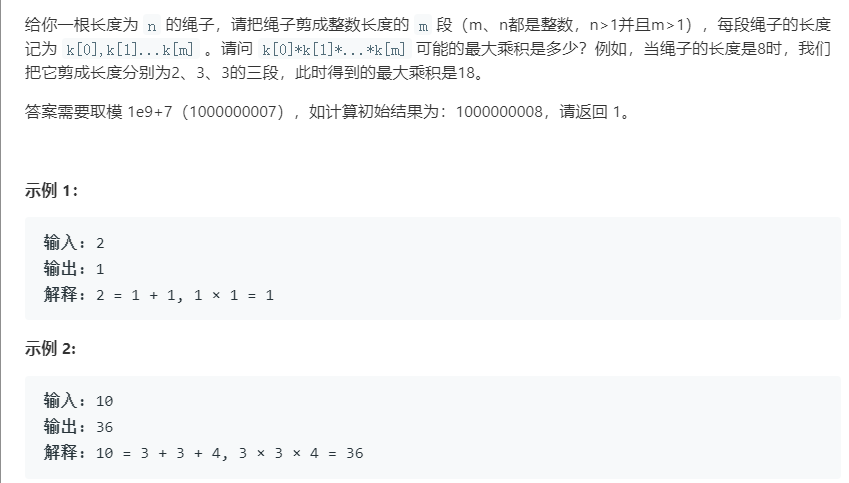 给你一根长度为 n 的绳子，请把绳子剪成整数长度的 m 段（m、n都是整数，n>1并且m>1），每段绳子的长度
记为 k[0],k[1]...k[m] 。请问 k[0]*k[1]*...*k[m] 可能的最大乘积是多少？例如，当绳子的长度是8时，我们
把它剪成长度分别为2、3、3的三段，此时得到的最大乘积是18。
答案需要取模 1e9+7（1000000007），如计算初始结果为：1000000008，请返回 1。
示例 1：
输入：2
输出：1
解释：2 = 1 + 1, 1 × 1 = 1
示例 2:
输入：10
输出：36
解释：10 = 3 + 3 + 4, 3 × 3 × 4 = 36